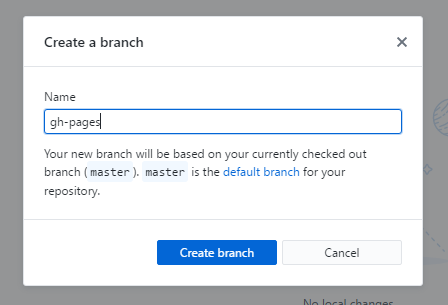 Create a branch
Name
gh-pages
Your new branch will be based on your currently checked out
branch (master). master is the default branch for your
repository.
Create branch
Cancel
No local changes